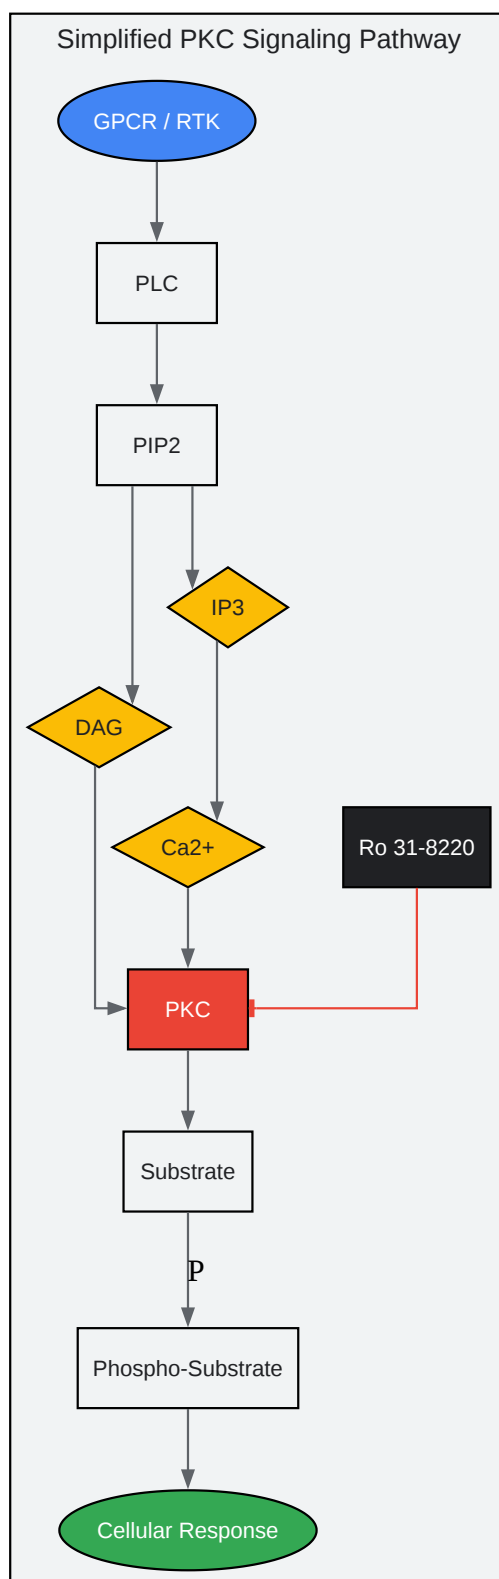 Simplified PKC Signaling Pathway
GPCR / RTK
PLC
PIP2
IP3
DAG
Ca2+
Ro 31-8220
PKC
Substrate
P
Phospho-Substrate
Cellular Response